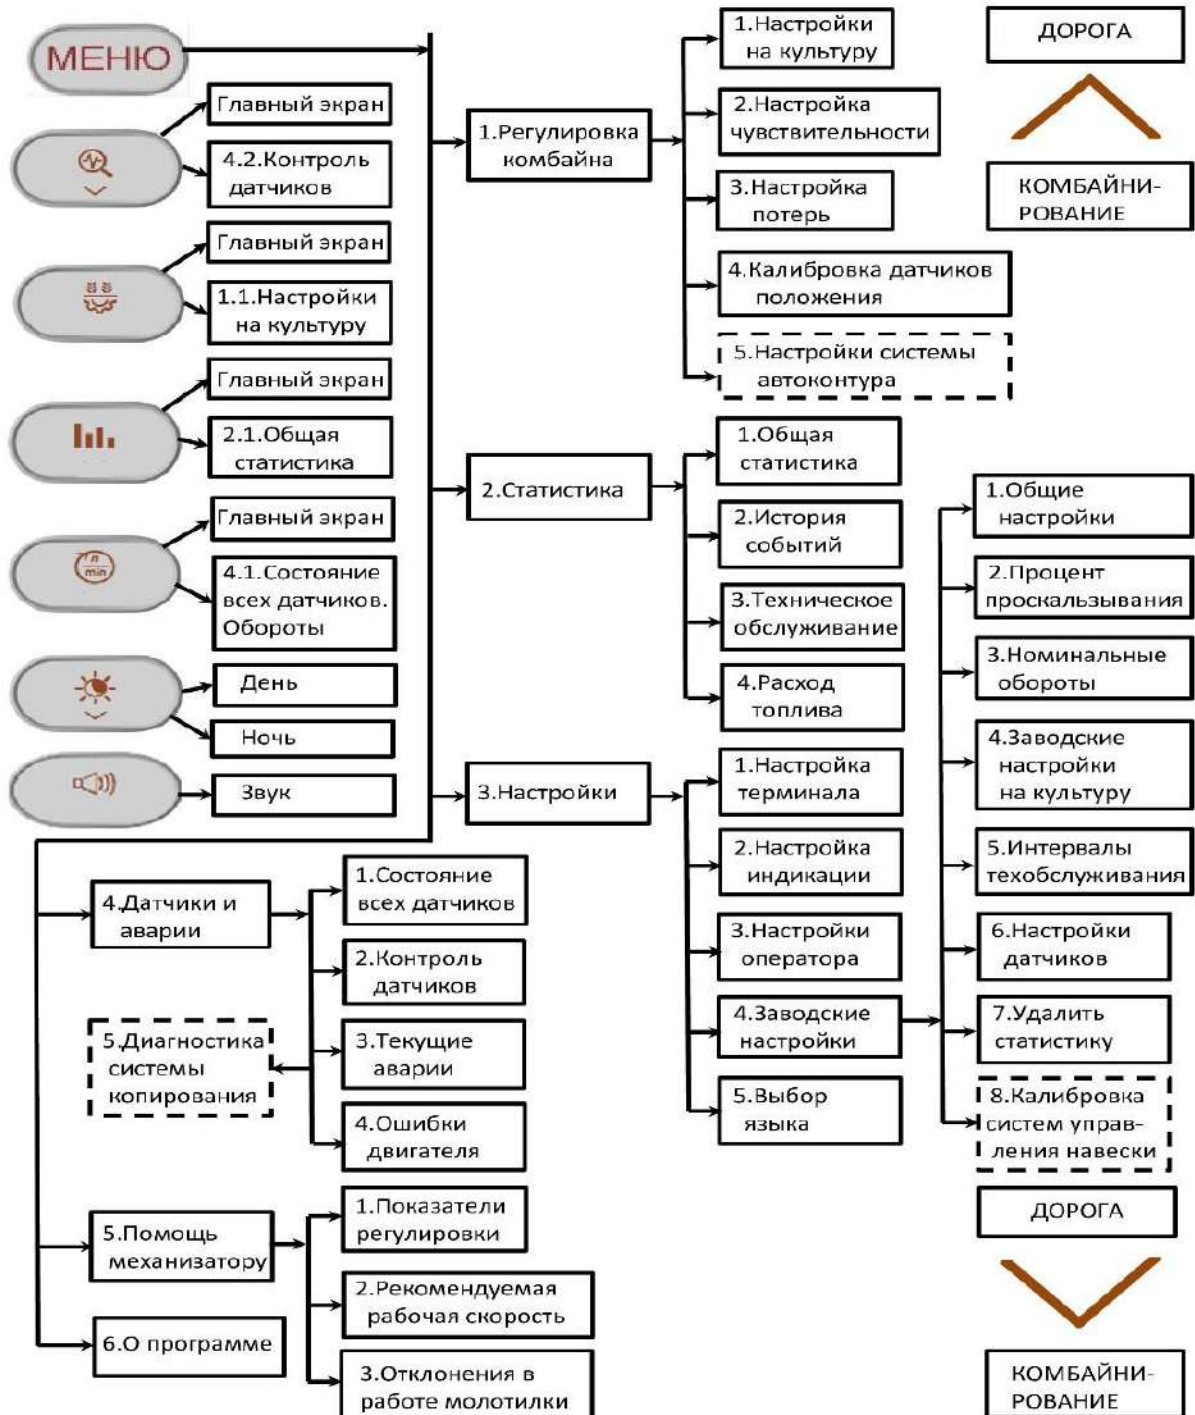 МЕНЮ
Главный экран
4.2.Контроль
датчиков
Главный экран
1.1.Настройки
на культуру
Главный экран
2.1.Общая
статистика
Главный экран
n
min
4.1.Состояние
всех датчиков.
Обороты
День
Ночь
Звук
1.Регулировка
комбайна
1.Настройки
на культуру
2.Настройка
чувствительности
3.Настройка
потерь
4.Калибровка датчиков
положения
5.Настройки системы
автоконтура
ДОРОГА
КОМБАЙНИ-
РОВАНИЕ
2.Статистика
1.Общая
статистика
2.История
событий
3.Техническое
обслуживание
4.Расход
топлива
3.Настройки
1.Настройка
терминала
2.Настройка
индикации
3.Настройки
оператора
4.Заводские
настройки
5.Выбор
языка
1.Общие
настройки
2.Процент
проскальзывания
3.Номинальные
обороты
4.Заводские
настройки
на культуру
5.Интервалы
техобслуживания
6.Настройки
датчиков
7.Удалить
статистику
8.Калибровка
систем управ-
ления навески
4.Датчики и
аварии
1.Состояние
всех датчиков
2.Контроль
датчиков
3.Текущие
аварии
4.Ошибки
двигателя
5.Диагностика
системы
копирования
5.Помощь
механизатору
1.Показатели
регулировки
2.Рекомендуемая
рабочая скорость
3.Отклонения в
работе молотилки
6.О программе
ДОРОГА
КОМБАЙНИ-
РОВАНИЕ